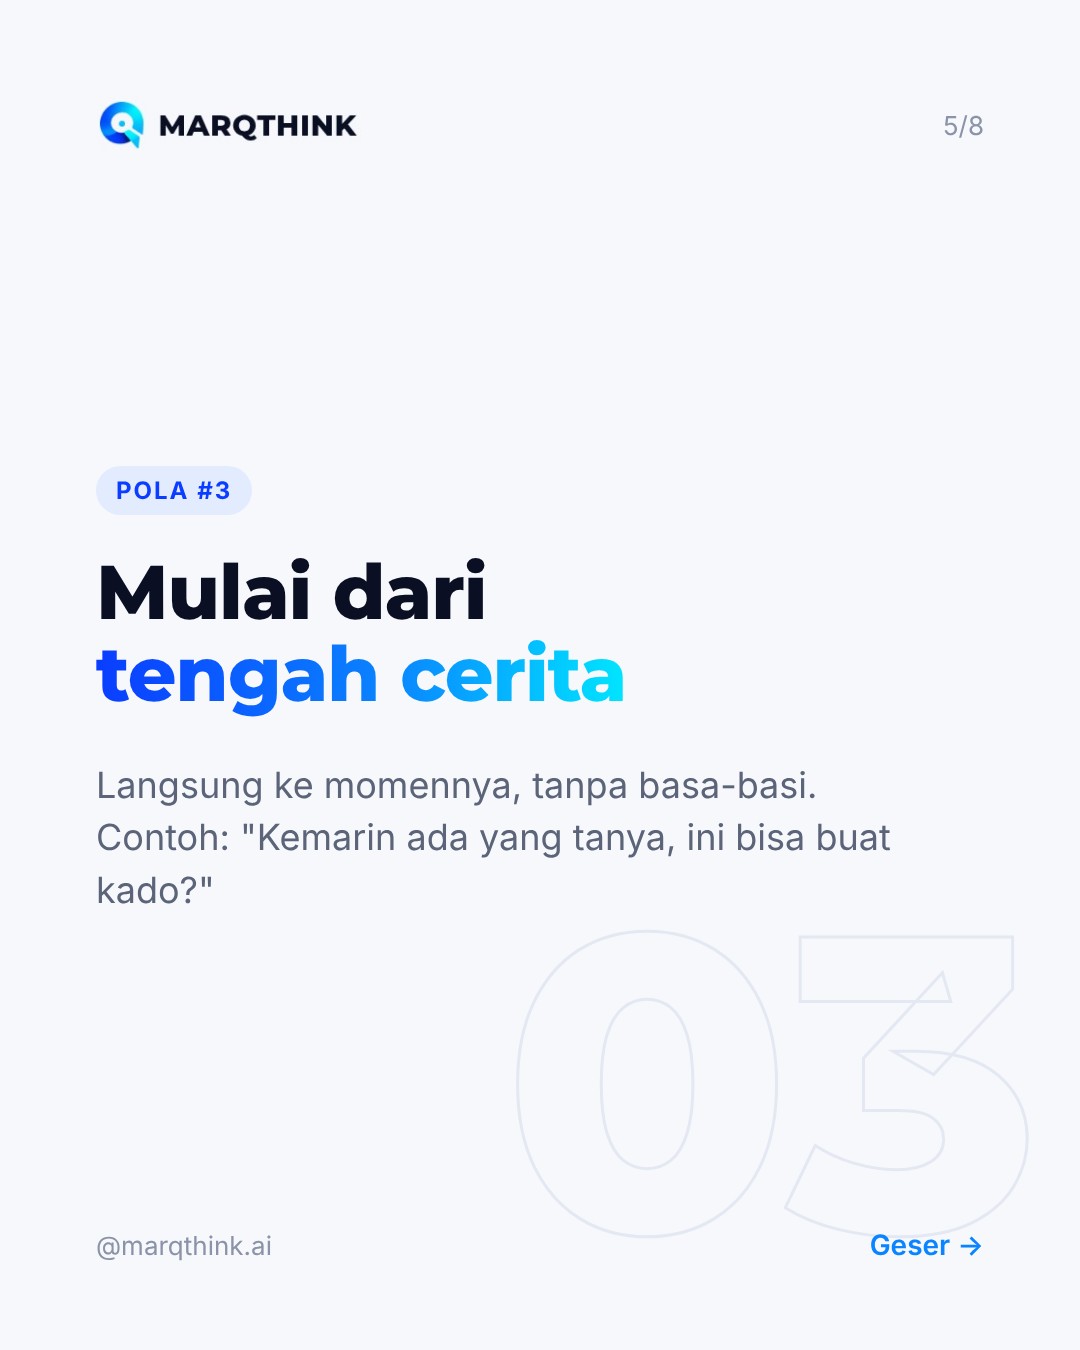 MARQTHINK
5/8
POLA #3
Mulai dari
tengah cerita
Langsung ke momennya, tanpa basa-basi.
Contoh: "Kemarin ada yang tanya, ini bisa buat
kado?"
03
@marqthink.ai
Geser →